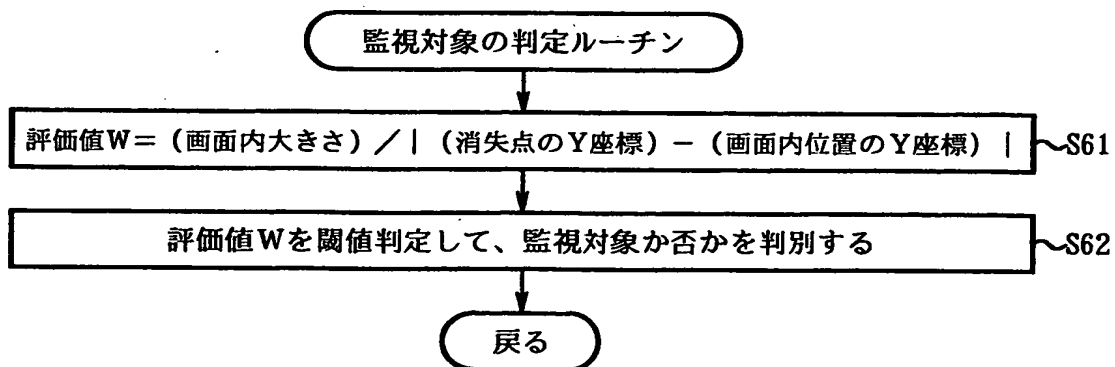 監視対象の判定ルーチン
評価値W=(画面内大きさ)/|(消失点のY座標)-(画面内位置のY座標)|
S61
評価値Wを閾値判定して、監視対象か否かを判別する
S62
戻る